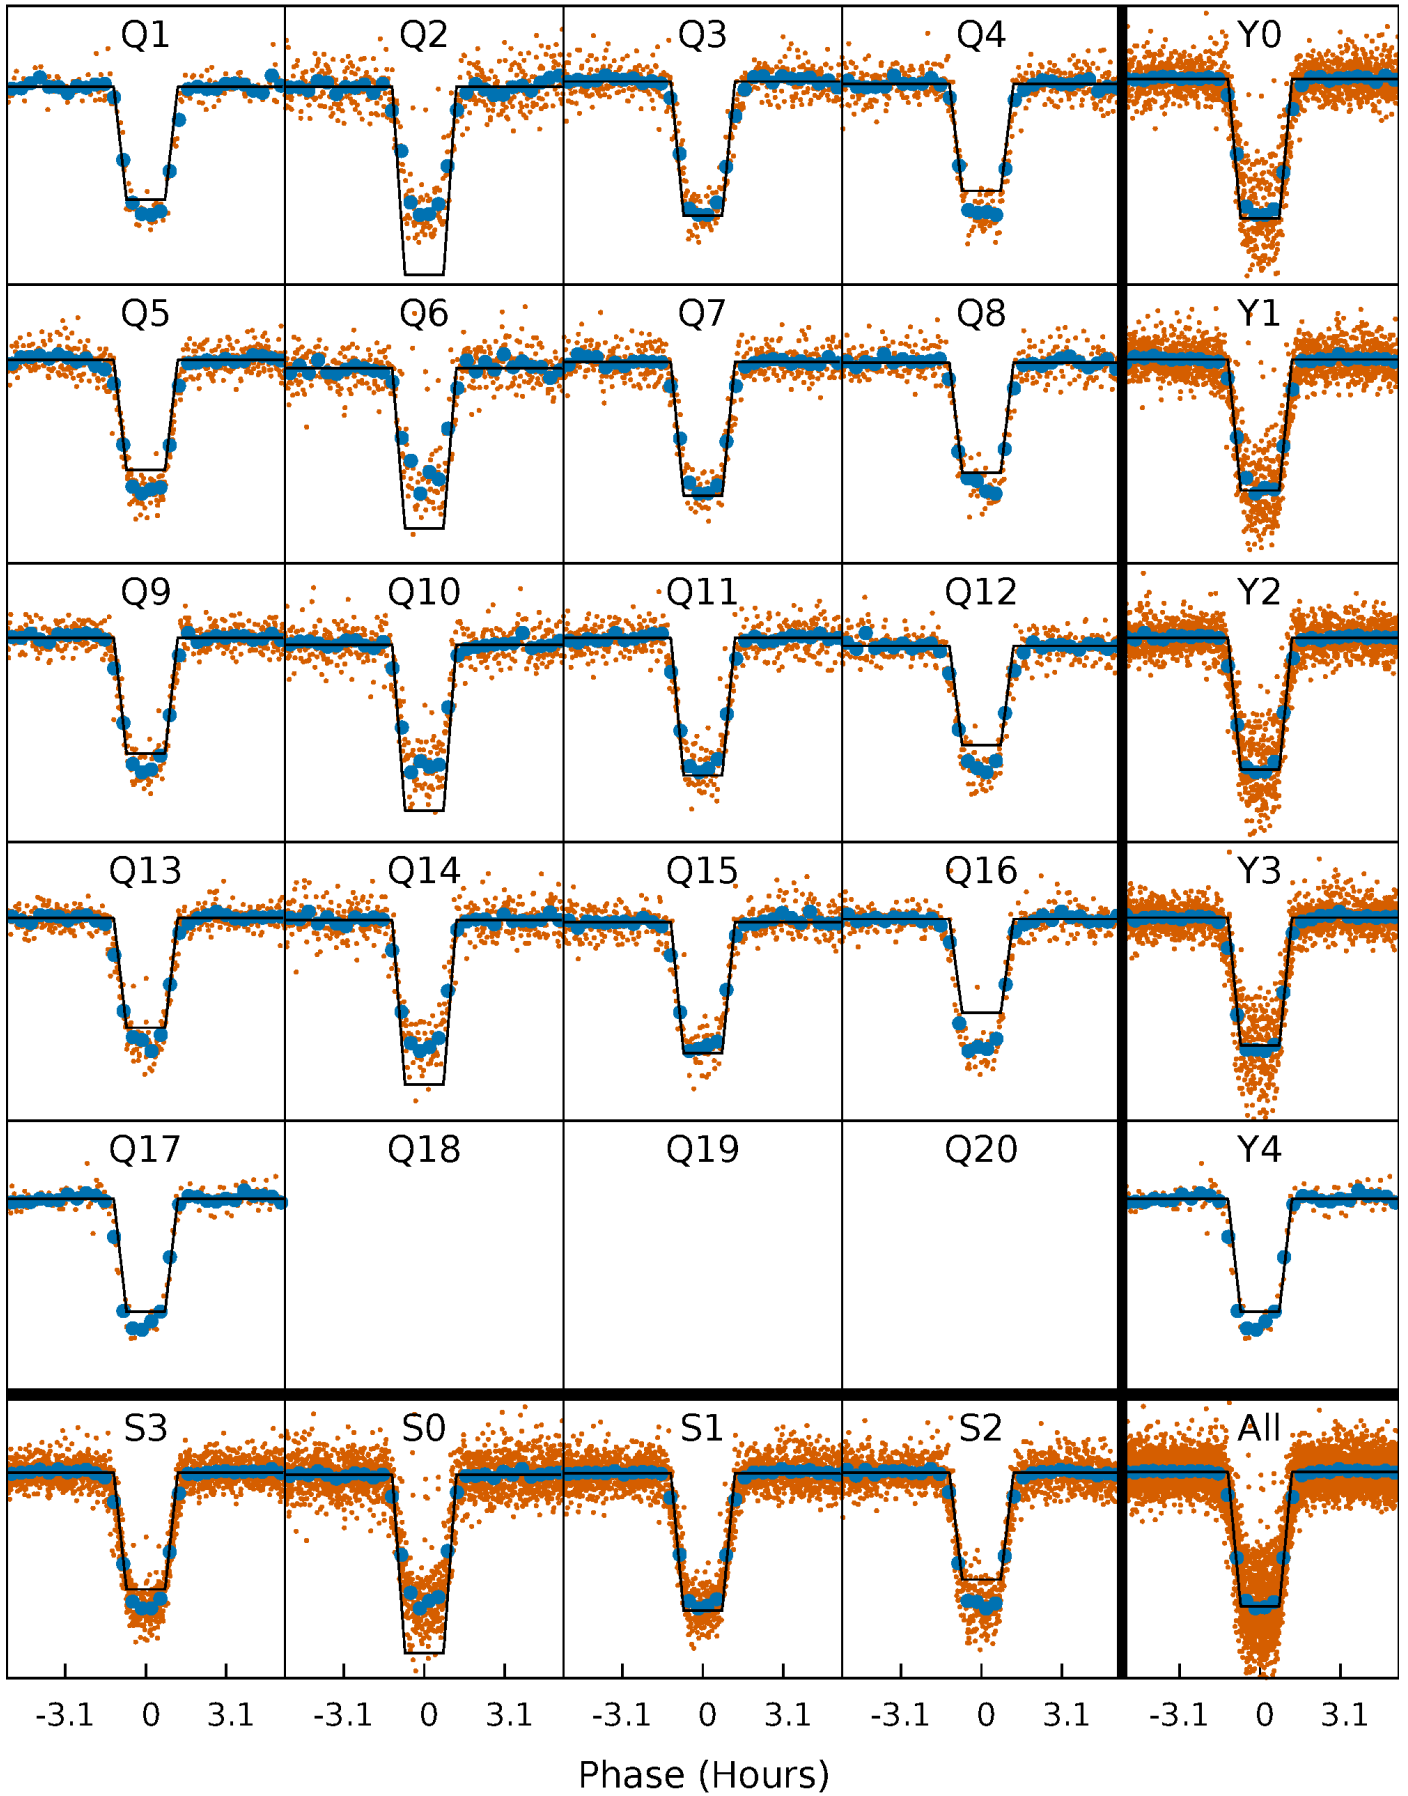 Q1 Q2 Q3 Q4 Y0
Q5 Q6 Q7 Q8 Y1
Q9 Q10 Q11 Q12 Y2
Q13 Q14 Q15 Q16 Y3
Q17 Q18 Q19 Q20 Y4
S3 S0 S1 S2 All
-3.1 0 3.1 -3.1 0 3.1 -3.1 0 3.1 -3.1 0 3.1 -3.1 0 3.1
Phase (Hours)